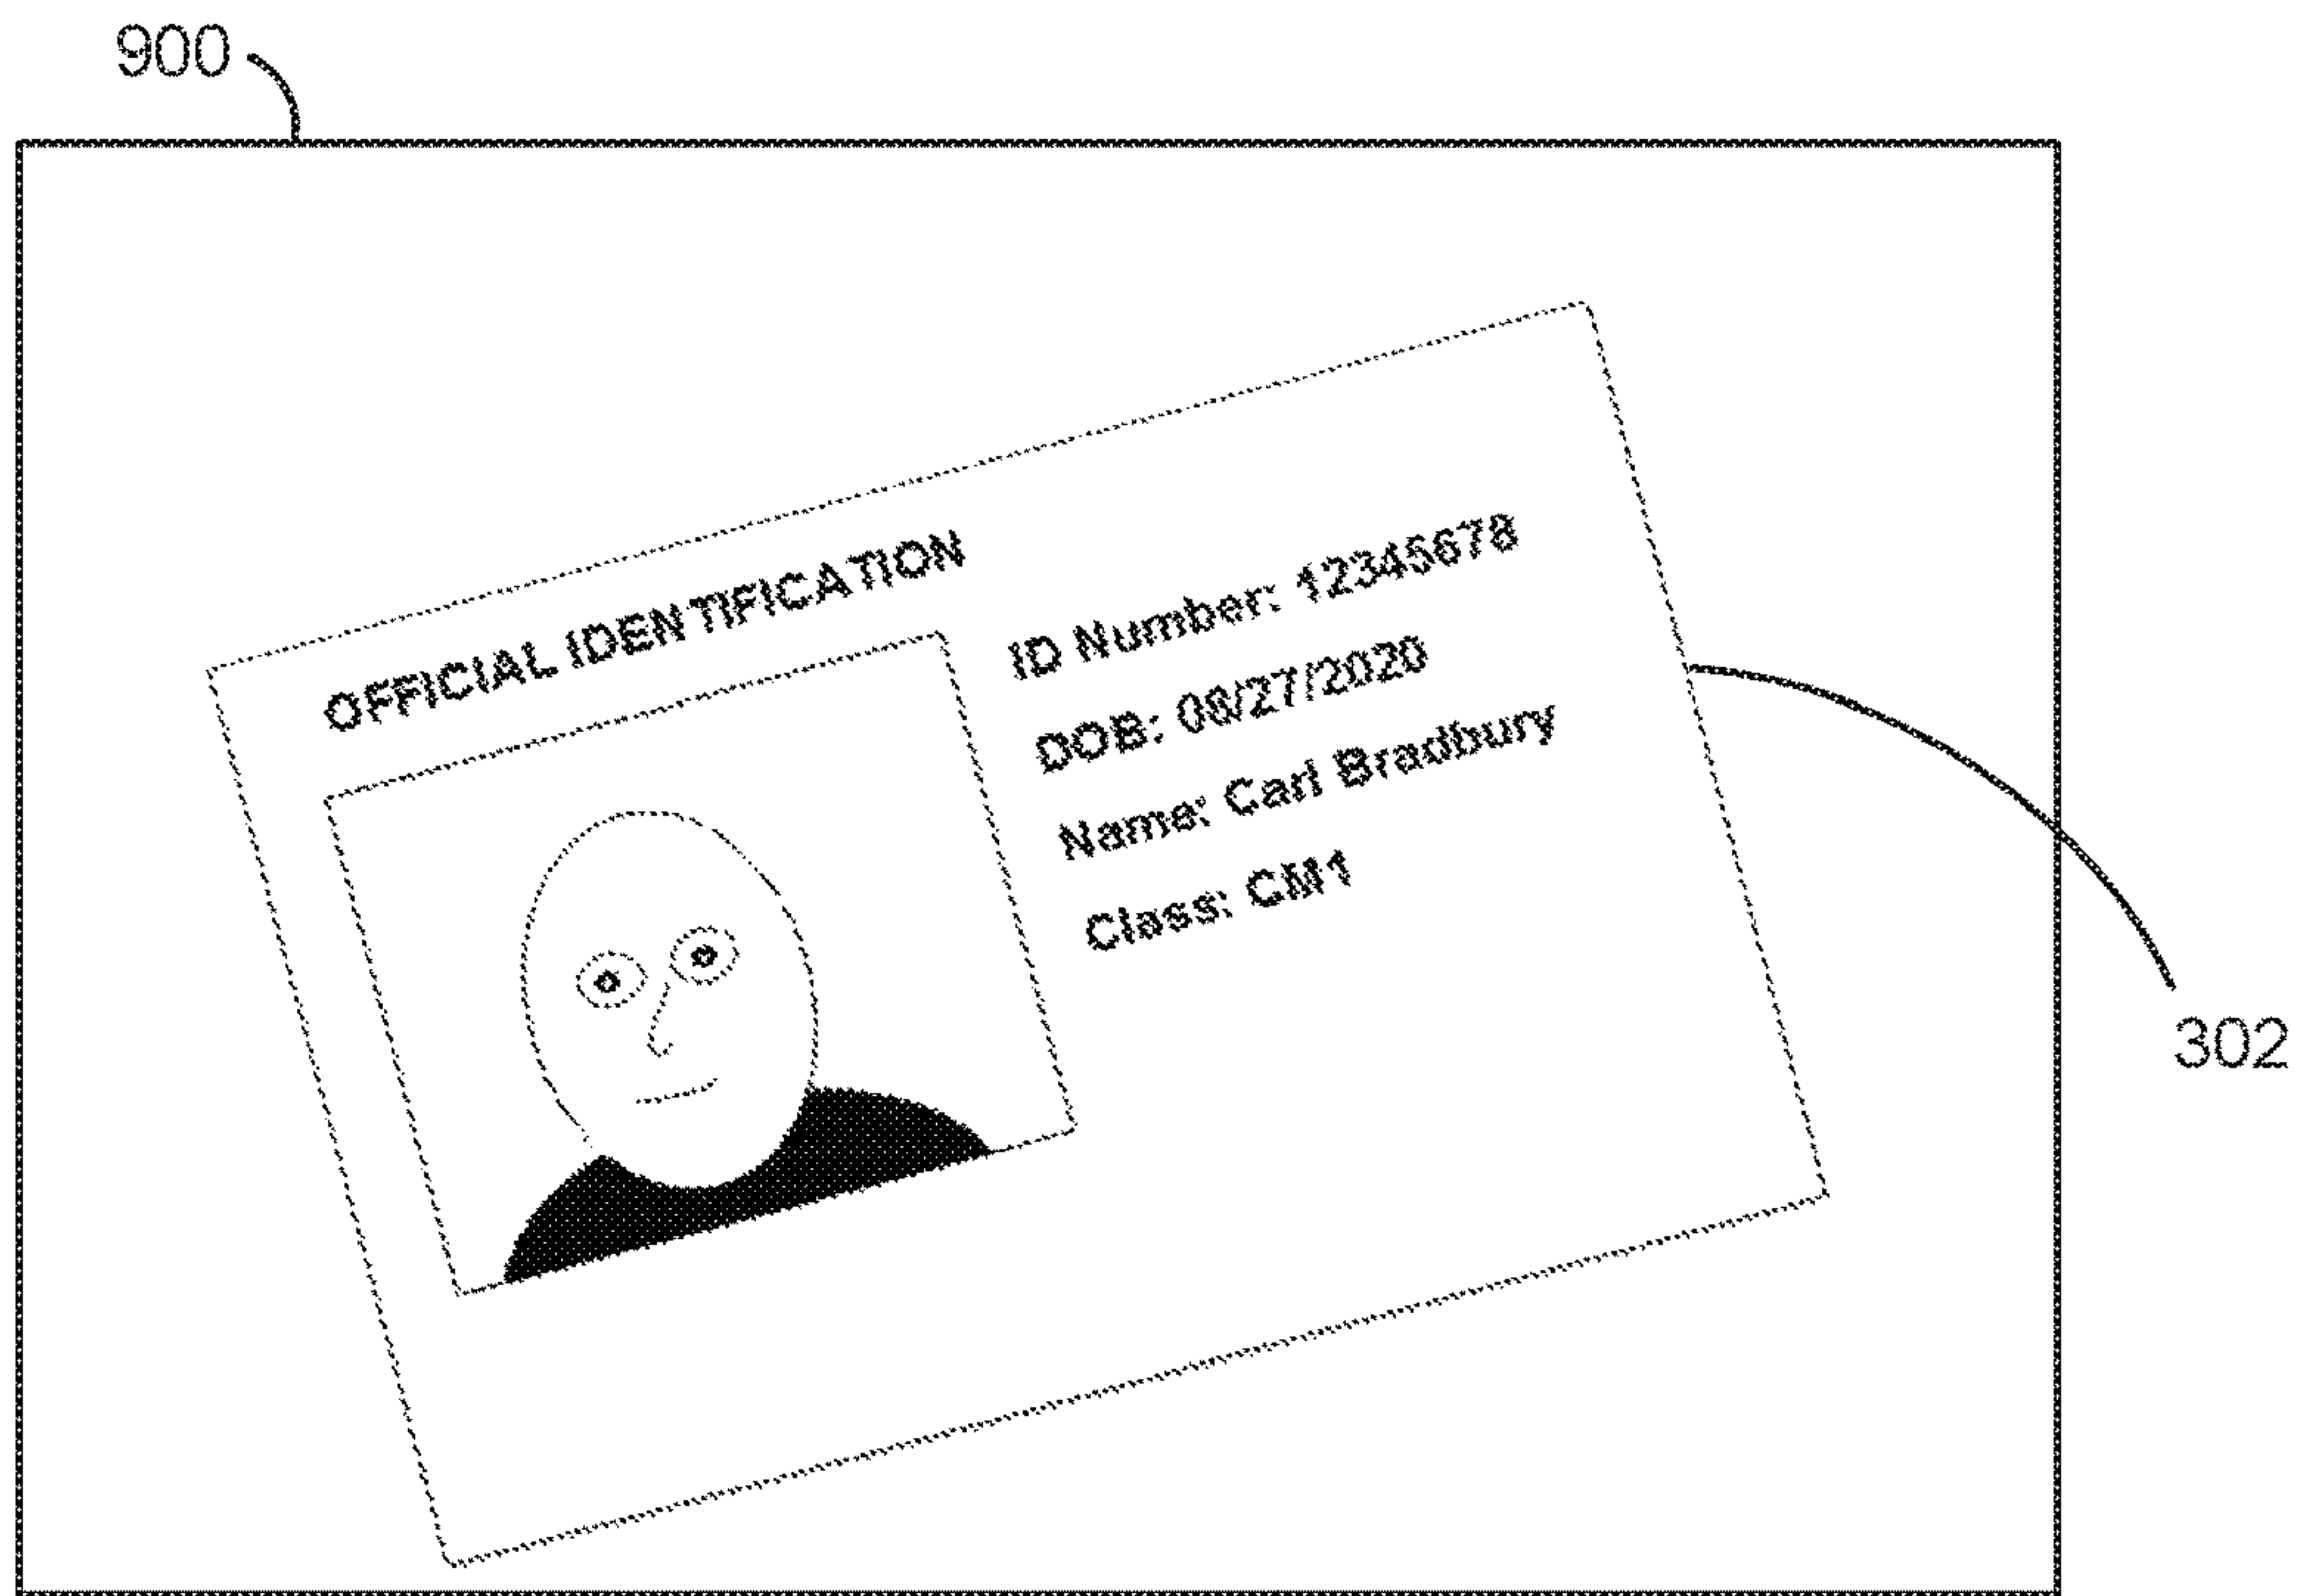 900
OFFICIAL IDENTIFICATION
ID Number: 12345678
DOB: 08/27/2020
Name: Carl Bradbury
Class: CM1
302